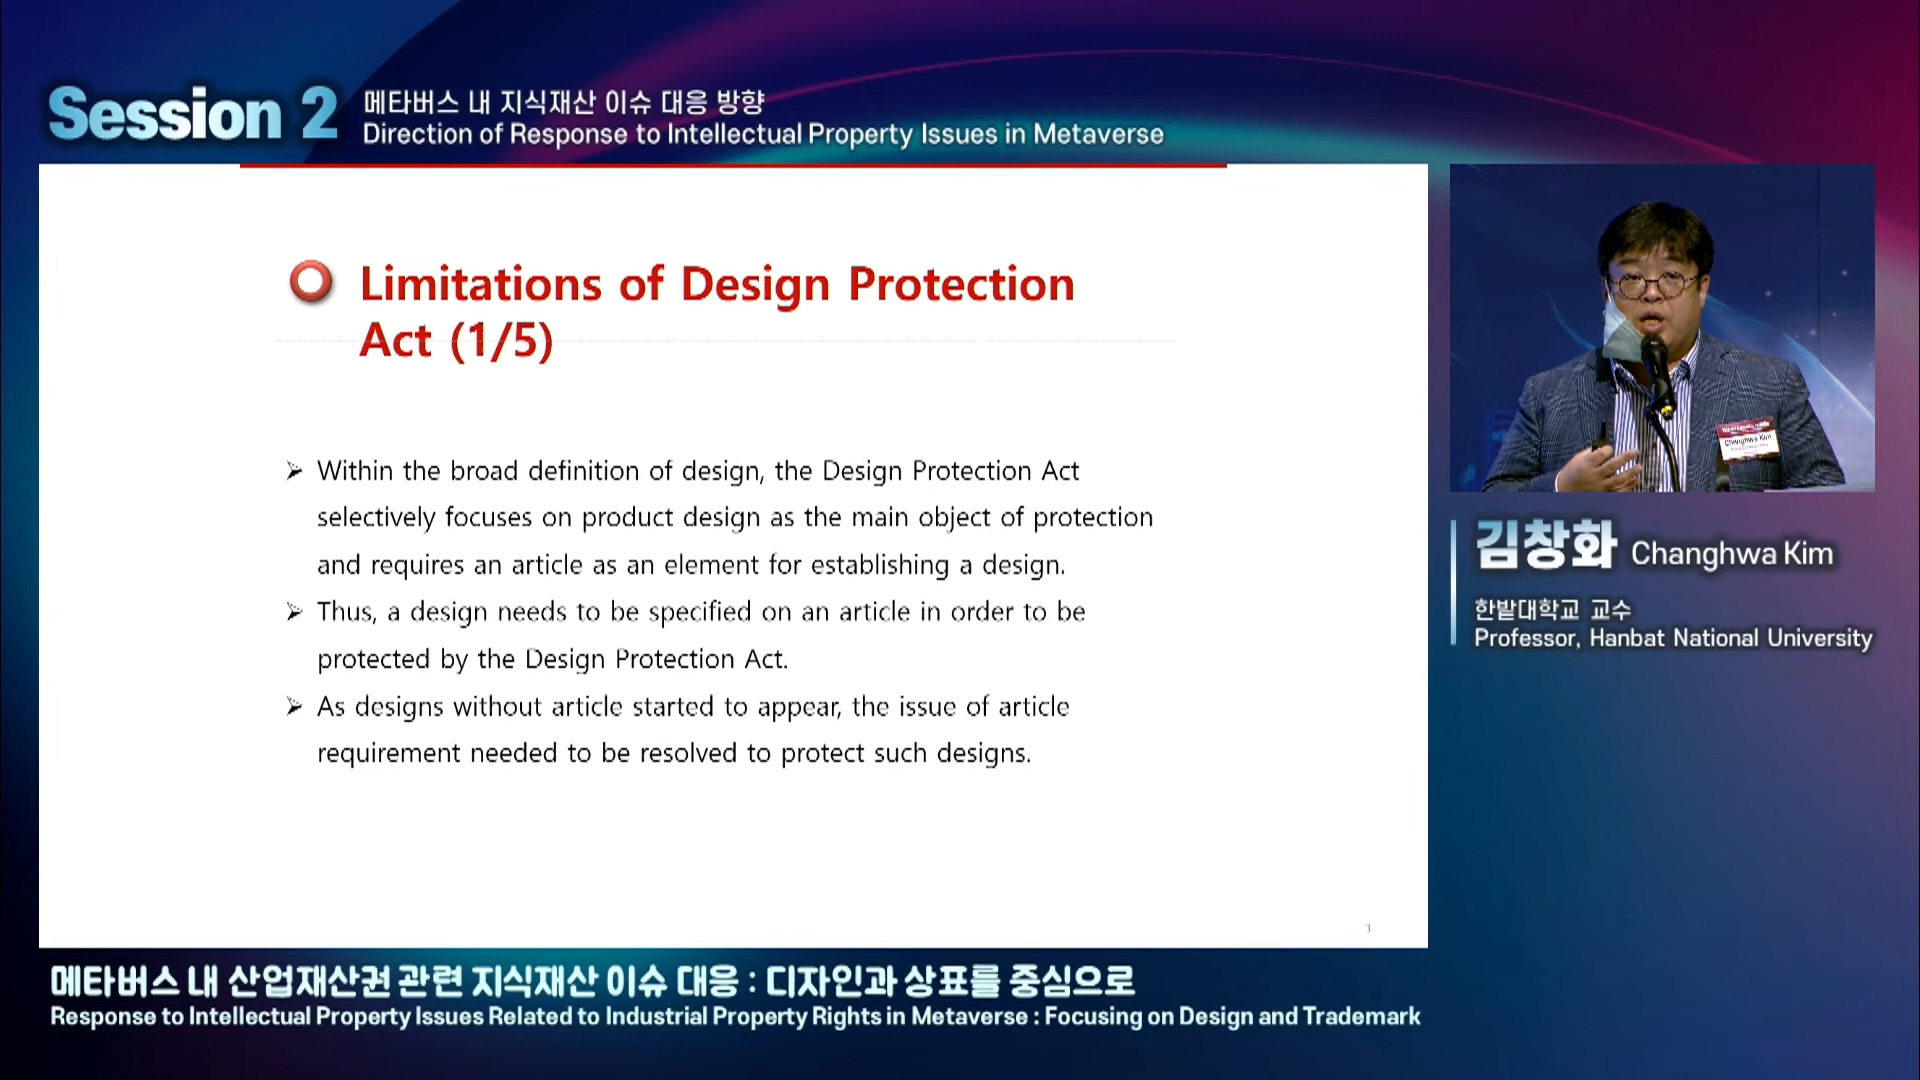 Session 2
메타버스 내 지식재산 이슈 대응 방향
Direction of Response to Intellectual Property Issues in Metaverse
Limitations of Design Protection
Act (1/5)
➢ Within the broad definition of design, the Design Protection Act
selectively focuses on product design as the main object of protection
and requires an article as an element for establishing a design.
➢ Thus, a design needs to be specified on an article in order to be
protected by the Design Protection Act.
➢ As designs without article started to appear, the issue of article
requirement needed to be resolved to protect such designs.
3
Changhwa Kim
김창화 Changhwa Kim
한밭대학교 교수
Professor, Hanbat National University
메타버스 내 산업재산권 관련 지식재산 이슈 대응 : 디자인과 상표를 중심으로
Response to Intellectual Property Issues Related to Industrial Property Rights in Metaverse : Focusing on Design and Trademark